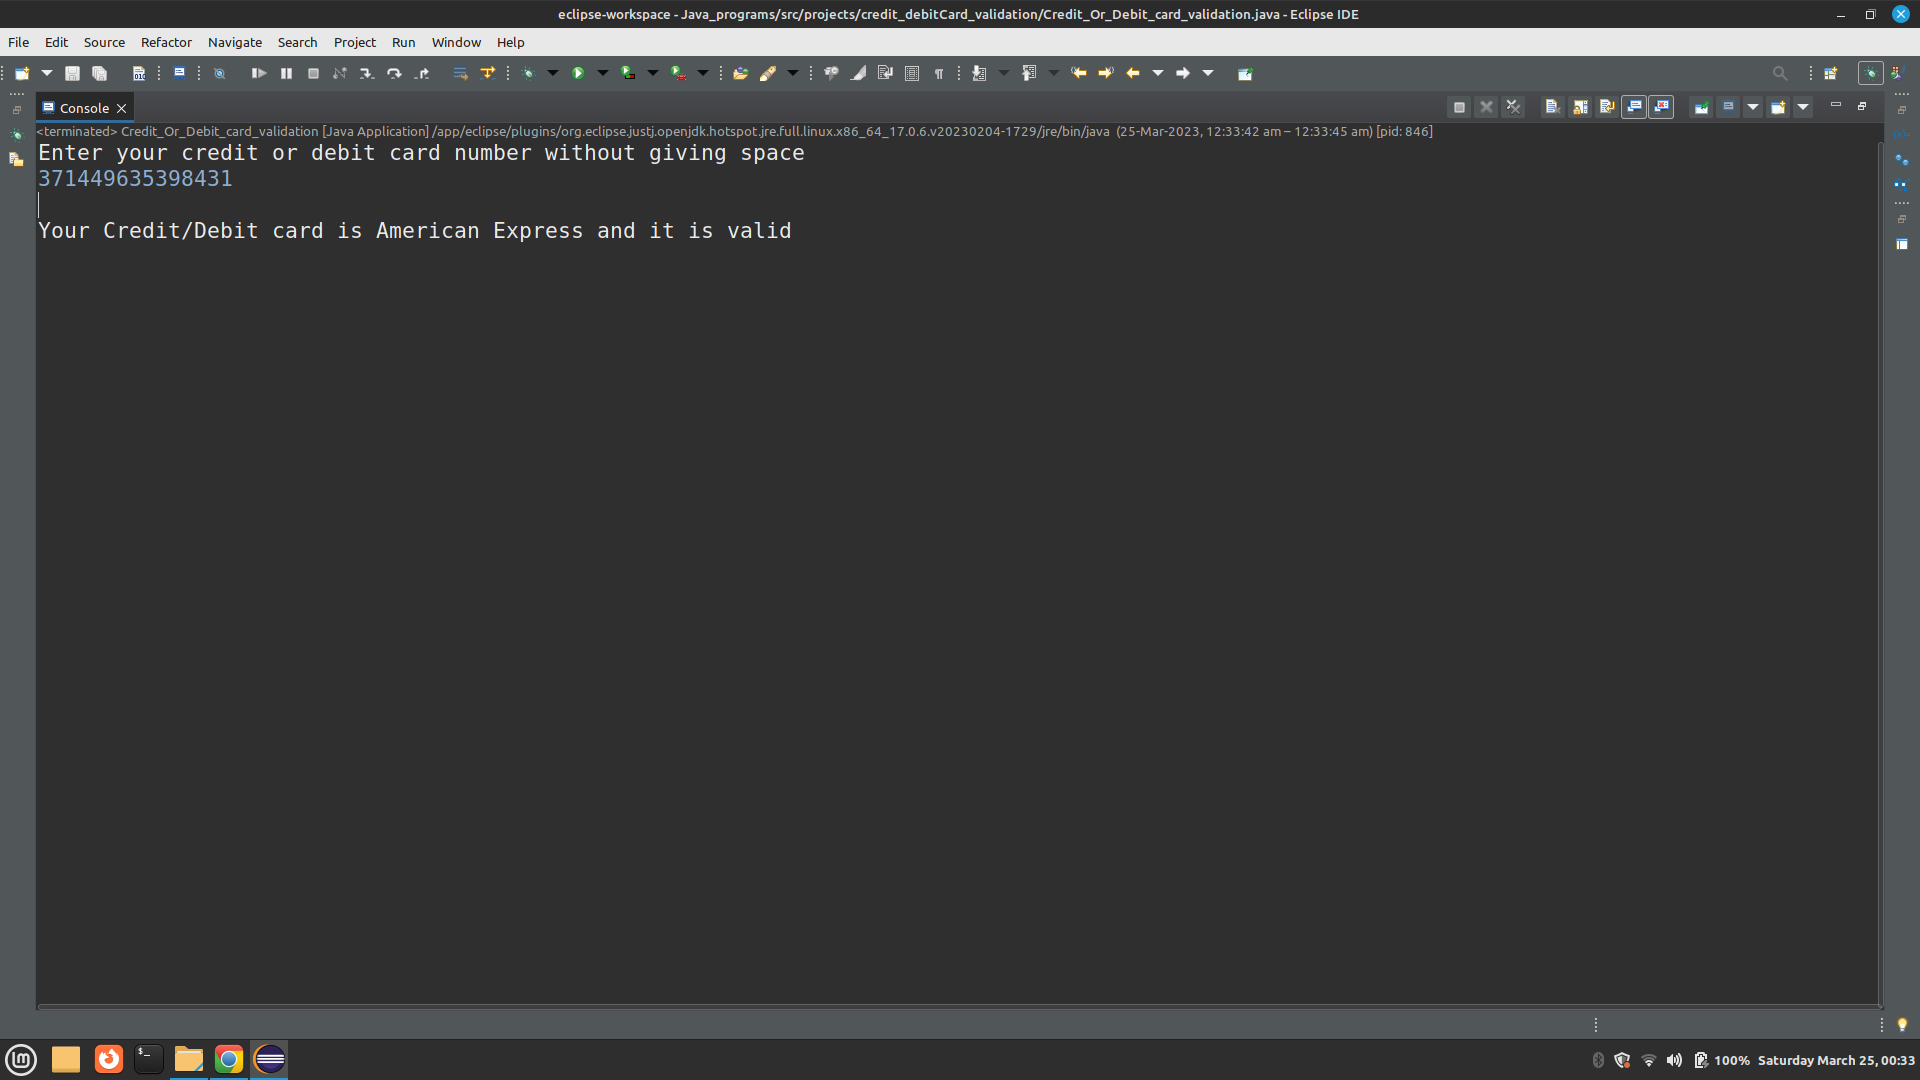 eclipse-workspace - Java_programs/src/projects/credit_debitCard_validation/Credit_Or_Debit_card_validation.java - Eclipse IDE
File Edit Source Refactor Navigate Search Project Run Window Help
Console
<terminated> Credit_Or_Debit_card_validation [Java Application] /app/eclipse/plugins/org.eclipse.justj.openjdk.hotspot.jre.full.linux.x86_64_17.0.6.v20230204-1729/jre/bin/java (25-Mar-2023, 12:33:42 am – 12:33:45 am) [pid: 846]
Enter your credit or debit card number without giving space
371449635398431
Your Credit/Debit card is American Express and it is valid
100% Saturday March 25, 00:33